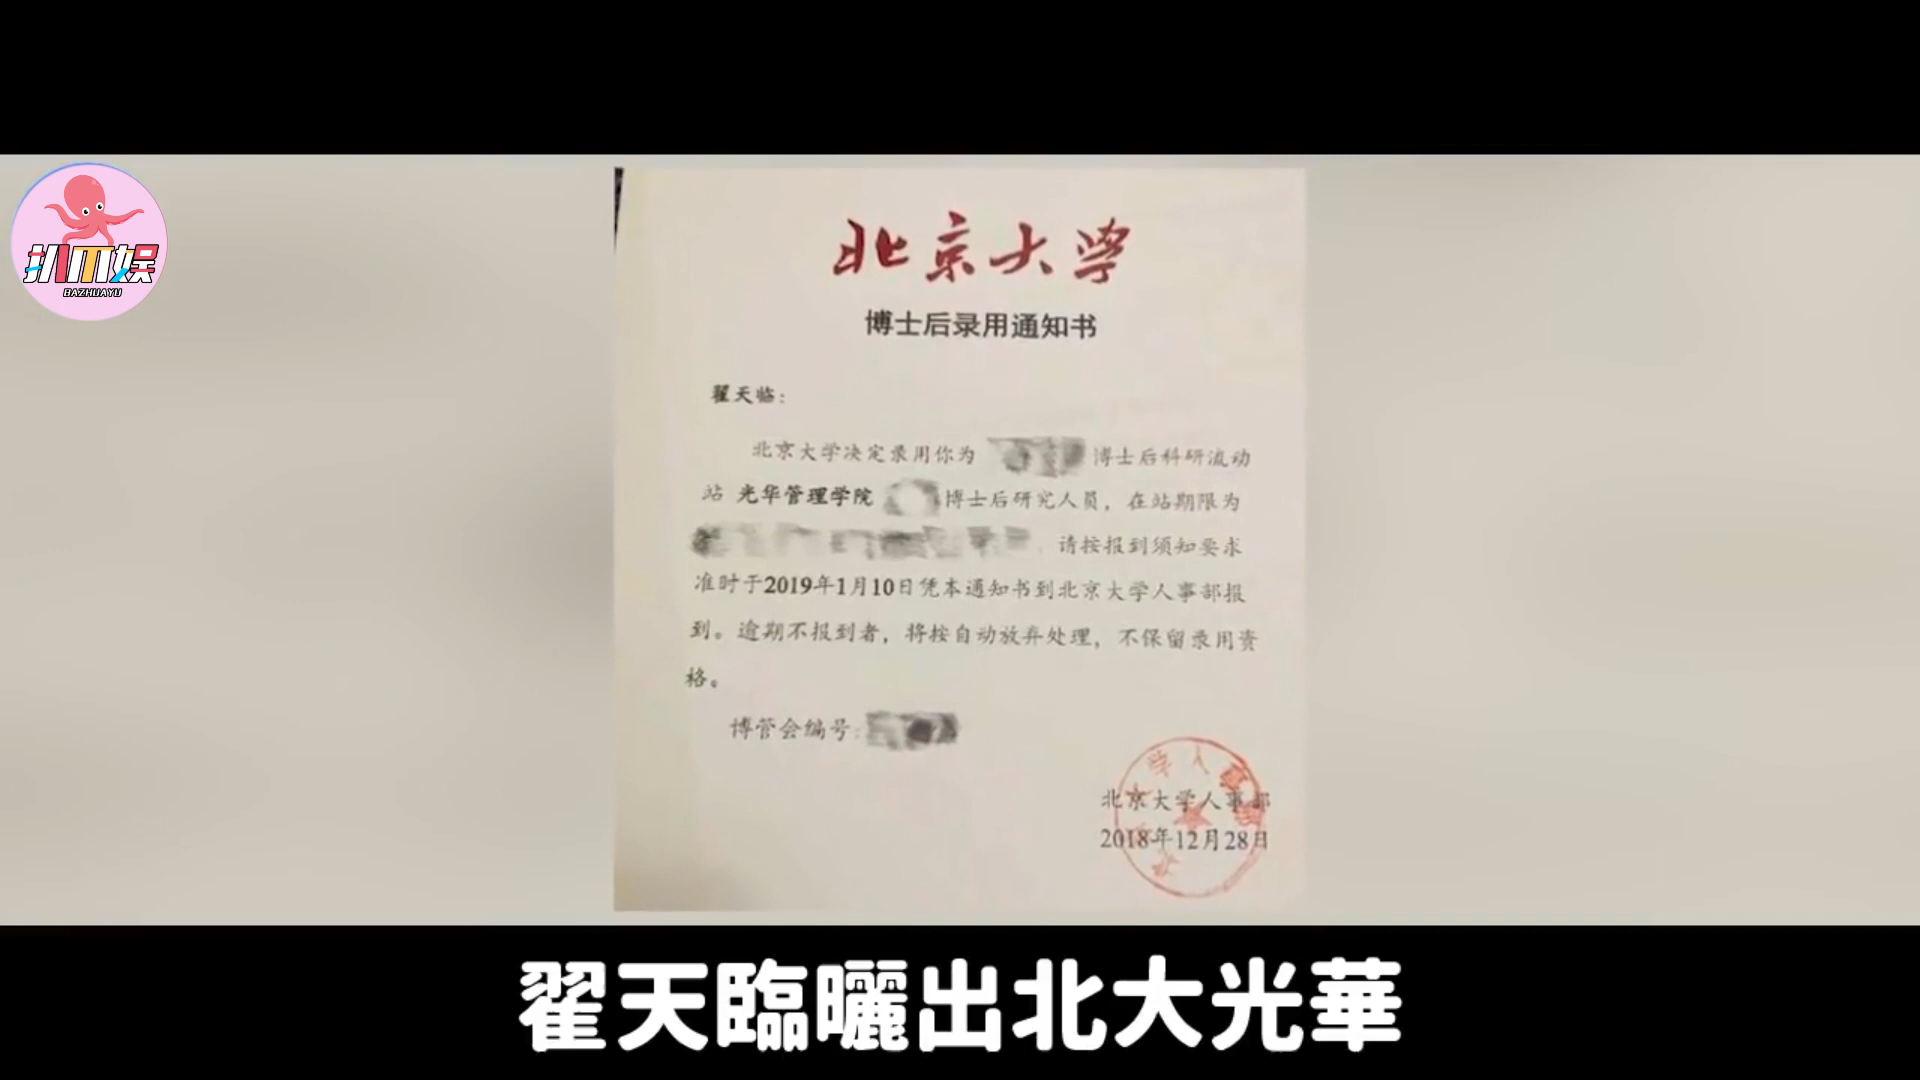 扒爪娱
BAZHUAYU
北京大学
博士后录用通知书
翟天临：
北京大学决定录用你为 博士后科研流动
站 光华管理学院 博士后研究人员，在站期限为
请按报到须知要求
准时于2019年1月10日凭本通知书到北京大学人事部报
到。逾期不报到者，将按自动放弃处理，不保留录用资
格。
博管会编号：
北京大学人事部
2018年12月28日
翟天臨曬出北大光華